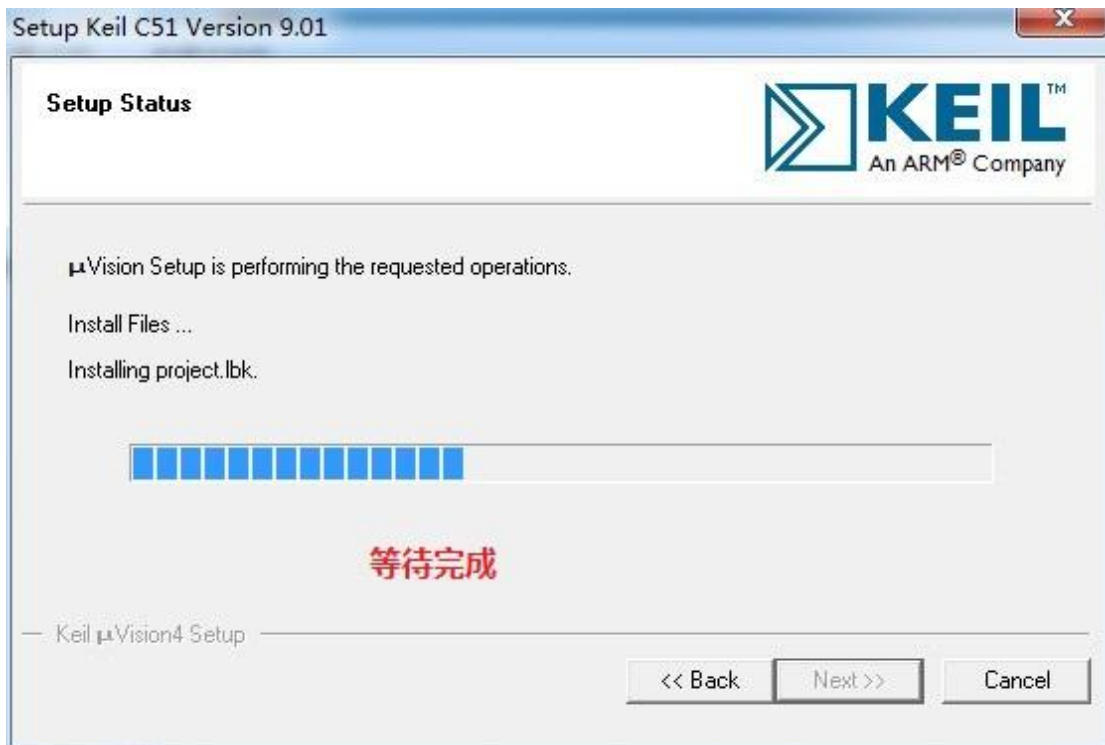 Setup Keil C51 Version 9.01
Setup Status
KEIL™
An ARM® Company
µVision Setup is performing the requested operations.
Install Files ...
Installing project.lbk.
等待完成
Keil µVision4 Setup
<< Back
Next >>
Cancel